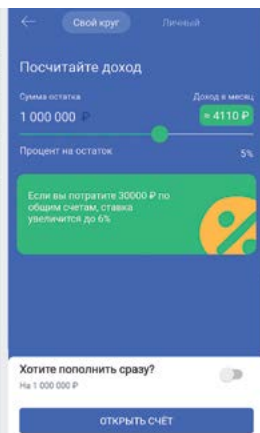 Свой круг Личный
Посчитайте доход
Сумма остатка Доход в месяц
1 000 000 ₽ ≈ 4110 ₽
Процент на остаток 5%
Если вы потратите 30000 ₽ по
общим счетам, ставка
увеличится до 6%
Хотите пополнить сразу?
На 1 000 000 ₽
ОТКРЫТЬ СЧЁТ